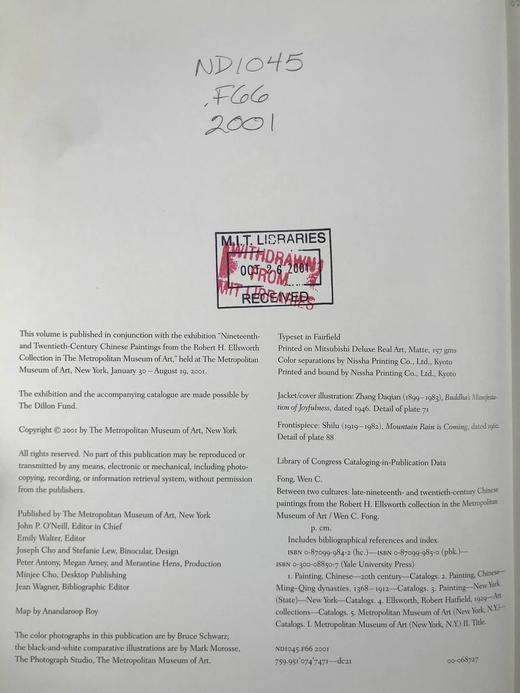 ND1045
.F66
2001
M.I.T. LIBRARIES
OCT 26 2001
RECEIVED
WITHDRAWN
FROM
MIT LIBRARIES
This volume is published in conjunction with the exhibition "Nineteenth-
and Twentieth-Century Chinese Paintings from the Robert H. Ellsworth
Collection in The Metropolitan Museum of Art," held at The Metropolitan
Museum of Art, New York, January 30 – August 19, 2001.
The exhibition and the accompanying catalogue are made possible by
The Dillon Fund.
Copyright © 2001 by The Metropolitan Museum of Art, New York
All rights reserved. No part of this publication may be reproduced or
transmitted by any means, electronic or mechanical, including photo-
copying, recording, or information retrieval system, without permission
from the publishers.
Published by The Metropolitan Museum of Art, New York
John P. O'Neill, Editor in Chief
Emily Walter, Editor
Joseph Cho and Stefanie Lew, Binocular, Design
Peter Antony, Megan Arney, and Merantine Hens, Production
Minjee Cho, Desktop Publishing
Jean Wagner, Bibliographic Editor
Map by Anandaroop Roy
The color photographs in this publication are by Bruce Schwarz;
the black-and-white comparative illustrations are by Mark Morosse,
The Photograph Studio, The Metropolitan Museum of Art.
Typeset in Fairfield
Printed on Mitsubishi Deluxe Real Art, Matte, 157 gms
Color separations by Nissha Printing Co., Ltd., Kyoto
Printed and bound by Nissha Printing Co., Ltd., Kyoto
Jacket/cover illustration: Zhang Daqian (1899–1983), Buddha's Manifesta-
tion of Joyfulness, dated 1946. Detail of plate 71
Frontispiece: Shilu (1919–1982), Mountain Rain is Coming, dated 1960.
Detail of plate 88
Library of Congress Cataloging-in-Publication Data
Fong, Wen C.
Between two cultures: late-nineteenth- and twentieth-century Chinese
paintings from the Robert H. Ellsworth collection in the Metropolitan
Museum of Art / Wen C. Fong.
p. cm.
Includes bibliographical references and index.
ISBN 0-87099-984-2 (hc.)—ISBN 0-87099-985-0 (pbk.)—
ISBN 0-300-08850-7 (Yale University Press)
1. Painting, Chinese—20th century—Catalogs. 2. Painting, Chinese—
Ming-Qing dynasties, 1368–1912—Catalogs. 3. Painting—New York
(State)—New York—Catalogs. 4. Ellsworth, Robert Hatfield, 1929–Art
collections—Catalogs. 5. Metropolitan Museum of Art (New York, N.Y.)—
Catalogs. I. Metropolitan Museum of Art (New York, N.Y.) II. Title.
ND1045.F66 2001
759.951'074'7471—dc21 00-068727